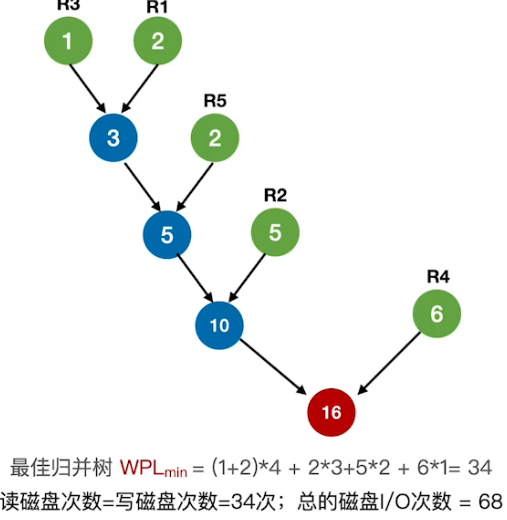 R3 R1
1 2
R5
3 2
R2
5 5
R4
10 6
16
最佳归并树 WPLmin = (1+2)*4 + 2*3+5*2 + 6*1= 34
读磁盘次数=写磁盘次数=34次；总的磁盘I/O次数 = 68